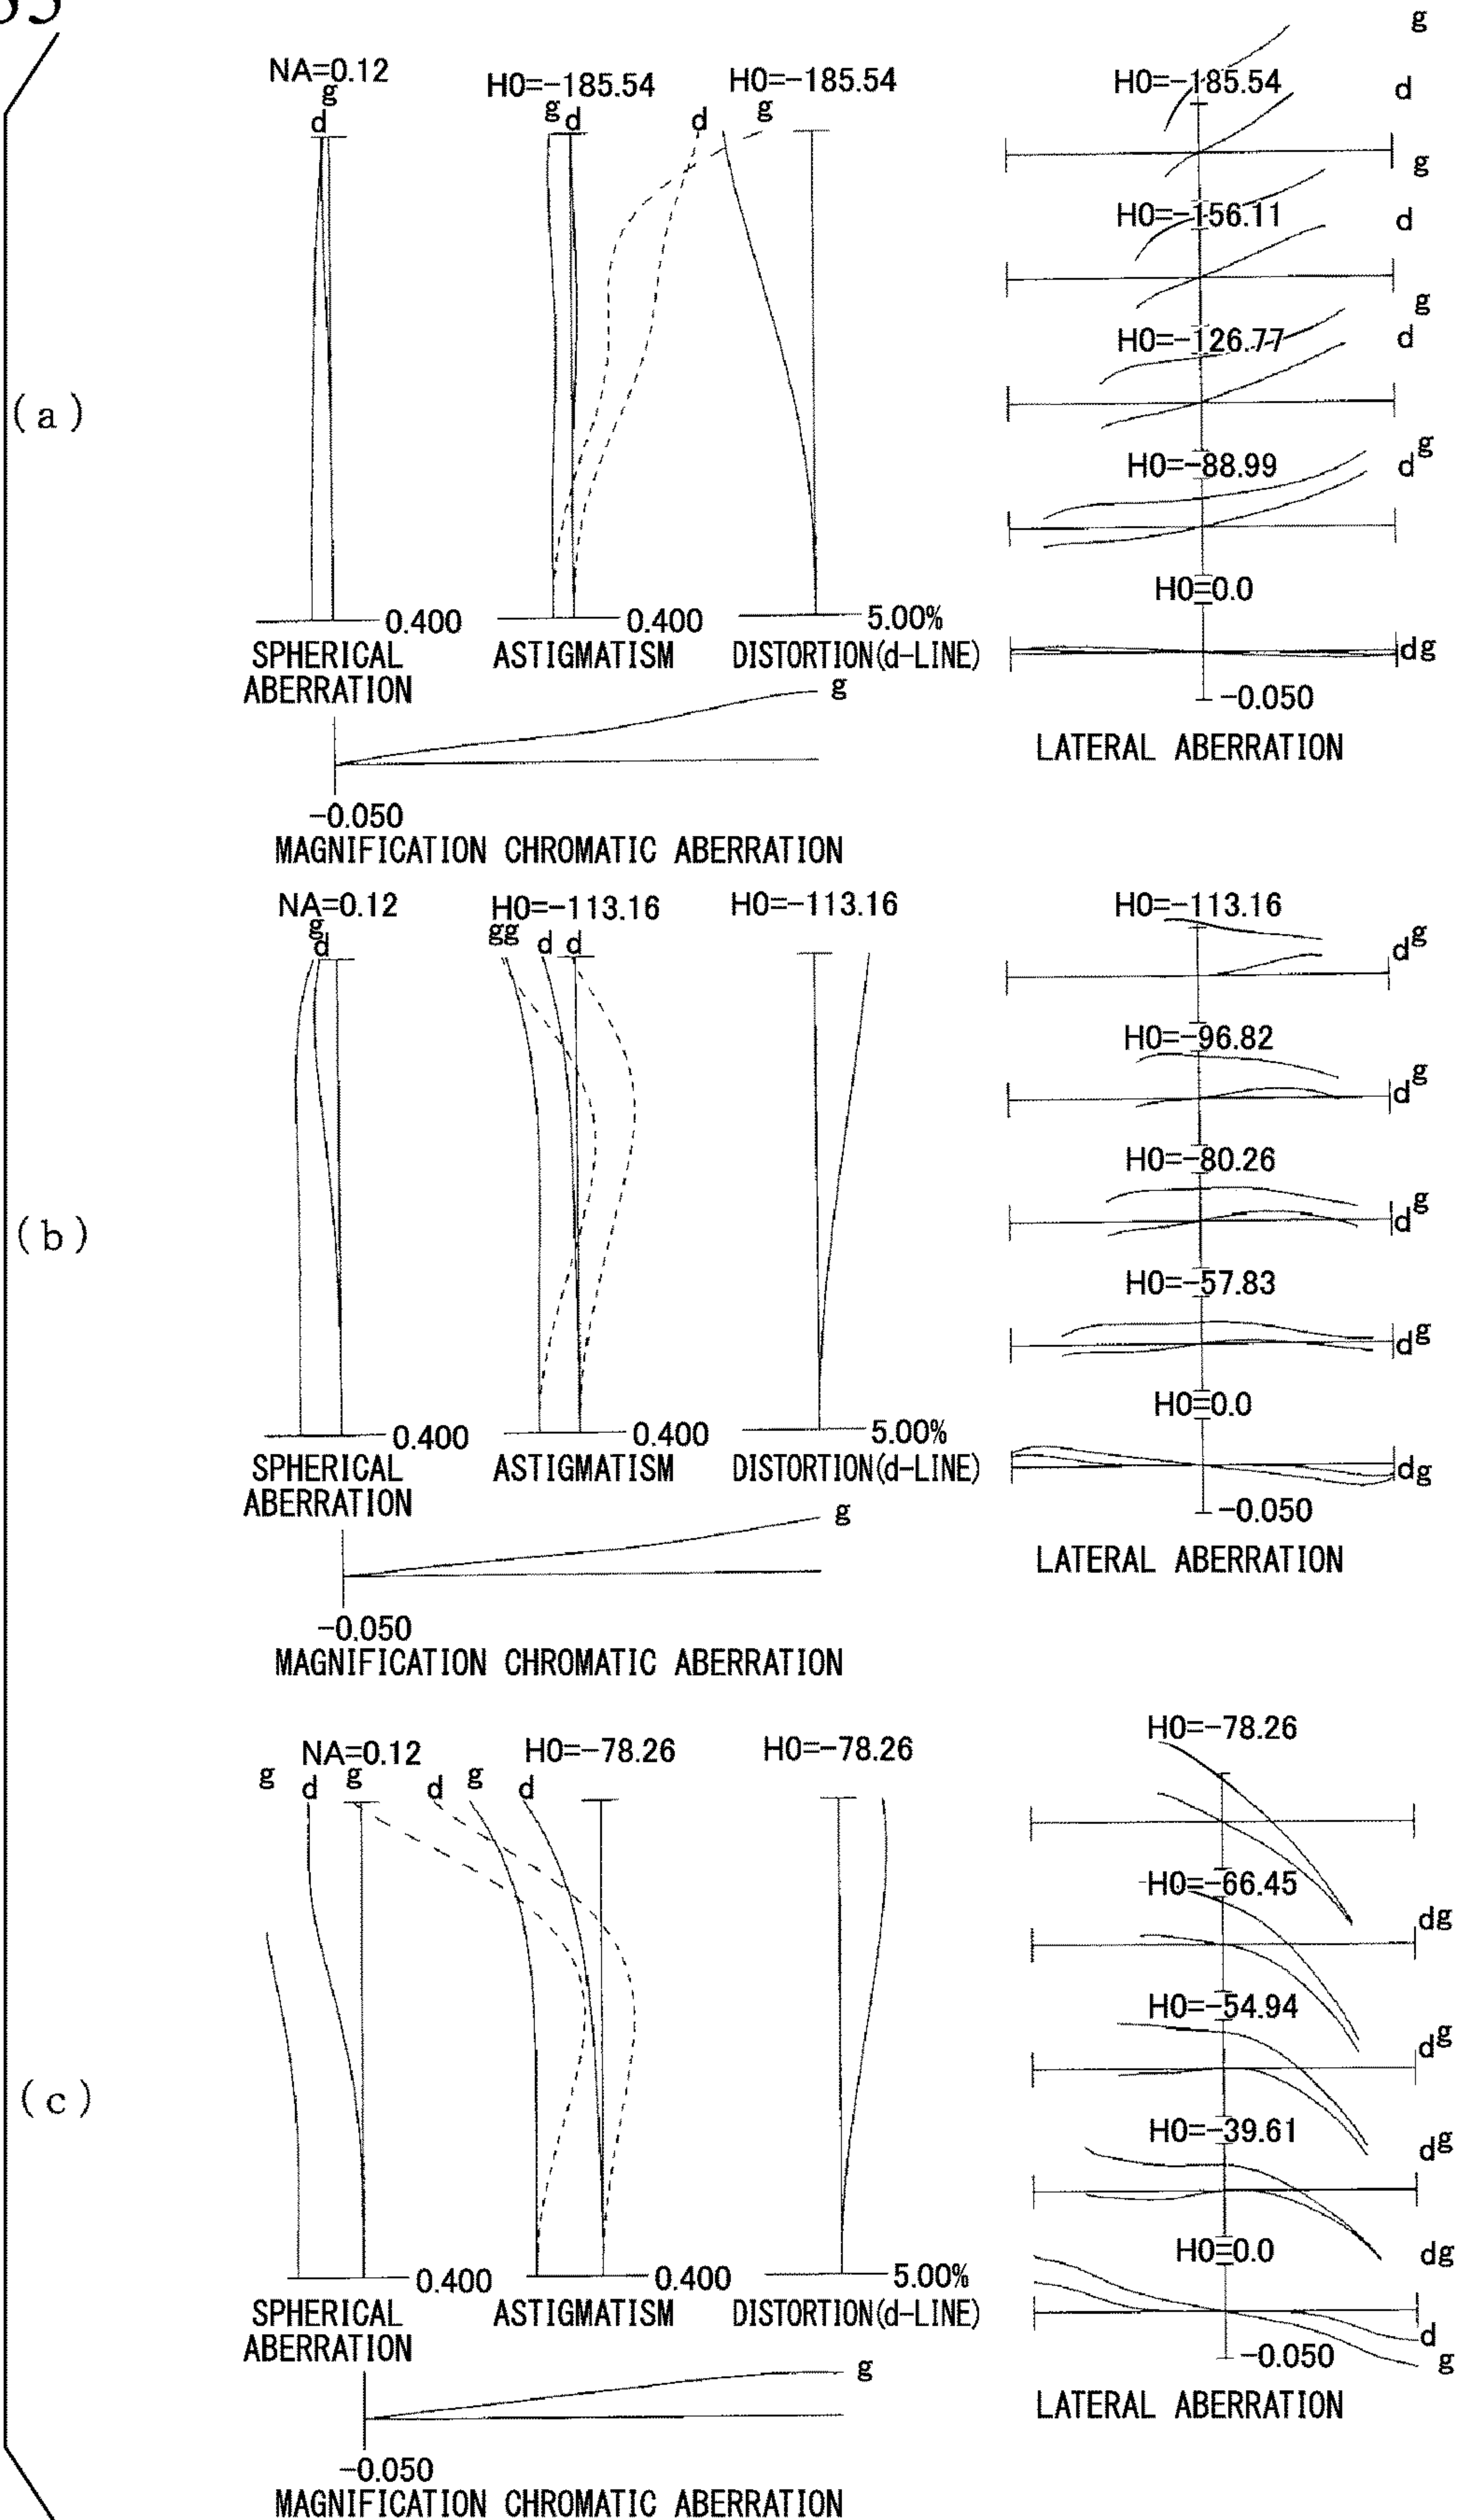 (a)
NA=0.12
g
d
H0=-185.54
g d
d g
H0=-185.54
0.400
SPHERICAL
ABERRATION
0.400
ASTIGMATISM
5.00%
DISTORTION(d-LINE)
g
-0.050
MAGNIFICATION CHROMATIC ABERRATION
g
H0=-185.54
d
g
H0=-156.11
d
g
H0=-126.77
d
g
H0=-88.99
d
H0=0.0
dg
-0.050
LATERAL ABERRATION
(b)
NA=0.12
g
d
H0=-113.16
gg d d
H0=-113.16
0.400
SPHERICAL
ABERRATION
0.400
ASTIGMATISM
5.00%
DISTORTION(d-LINE)
g
-0.050
MAGNIFICATION CHROMATIC ABERRATION
H0=-113.16
dg
H0=-96.82
dg
H0=-80.26
dg
H0=-57.83
dg
H0=0.0
dg
-0.050
LATERAL ABERRATION
(c)
NA=0.12
g d g
H0=-78.26
d g d
H0=-78.26
0.400
SPHERICAL
ABERRATION
0.400
ASTIGMATISM
5.00%
DISTORTION(d-LINE)
g
-0.050
MAGNIFICATION CHROMATIC ABERRATION
H0=-78.26
H0=-66.45
dg
H0=-54.94
dg
H0=-39.61
dg
H0=0.0
dg
d
-0.050
g
LATERAL ABERRATION